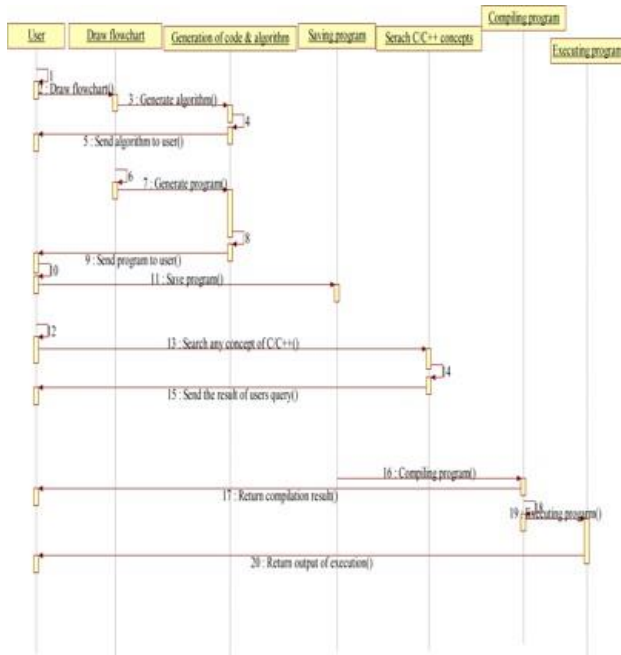 Compiling program
User
Draw flowchart
Generation of code & algorithm
Saving program
Serach C/C++ concepts
Executing program
1
2 : Draw flowchart()
3 : Generate algorithm()
4
5 : Send algorithm to user()
6
7 : Generate program()
8
9 : Send program to user()
10
11 : Save program()
12
13 : Search any concept of C/C++()
14
15 : Send the result of users query()
16 : Compiling program()
17 : Return compilation result()
18
19 : Executing program()
20 : Return output of execution()